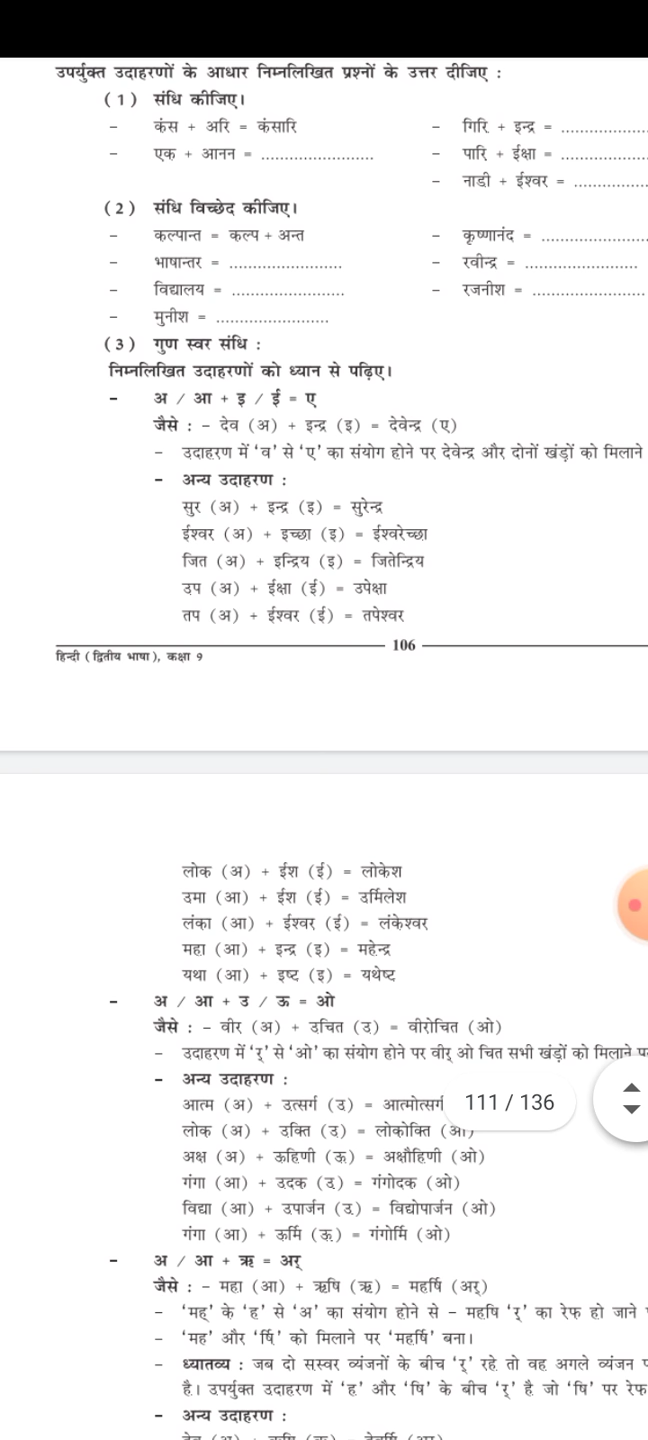 उपर्युक्त उदाहरणों के आधार निम्नलिखित प्रश्नों के उत्तर दीजिए :
(1) संधि कीजिए।
- कंस + अरि = कंसारि - गिरि + इन्द्र = ....................
- एक + आनन = ........................ - पारि + ईक्षा = ....................
- नाडी + ईश्वर = ..................
(2) संधि विच्छेद कीजिए।
- कल्पान्त = कल्प + अन्त - कृष्णानंद = ........................
- भाषान्तर = ........................ - रवीन्द्र = ........................
- विद्यालय = ........................ - रजनीश = ........................
- मुनीश = ........................
(3) गुण स्वर संधि :
निम्नलिखित उदाहरणों को ध्यान से पढ़िए।
- अ / आ + इ / ई = ए
जैसे : - देव (अ) + इन्द्र (इ) = देवेन्द्र (ए)
- उदाहरण में ‘व’ से ‘ए’ का संयोग होने पर देवेन्द्र और दोनों खंड़ों को मिलाने
- अन्य उदाहरण :
सुर (अ) + इन्द्र (इ) = सुरेन्द्र
ईश्वर (अ) + इच्छा (इ) = ईश्वरेच्छा
जित (अ) + इन्द्रिय (इ) = जितेन्द्रिय
उप (अ) + ईक्षा (ई) = उपेक्षा
तप (अ) + ईश्वर (ई) = तपेश्वर
106
हिन्दी (द्वितीय भाषा), कक्षा 9
लोक (अ) + ईश (ई) = लोकेश
उमा (आ) + ईश (ई) = उर्मिलेश
लंका (आ) + ईश्वर (ई) = लंकेश्वर
महा (आ) + इन्द्र (इ) = महेन्द्र
यथा (आ) + इष्ट (इ) = यथेष्ट
- अ / आ + उ / ऊ = ओ
जैसे : - वीर (अ) + उचित (उ) = वीरोचित (ओ)
- उदाहरण में ‘र्’ से ‘ओ’ का संयोग होने पर वीर् ओ चित सभी खंड़ों को मिलाने
- अन्य उदाहरण :
आत्म (अ) + उत्सर्ग (उ) = आत्मोत्सर्ग
111 / 136
लोक (अ) + उक्ति (उ) = लोकोक्ति (ओ)
अक्ष (अ) + ऊहिणी (ऊ) = अक्षौहिणी (ओ)
गंगा (आ) + उदक (उ) = गंगोदक (ओ)
विद्या (आ) + उपार्जन (उ) = विद्योपार्जन (ओ)
गंगा (आ) + ऊर्मि (ऊ) = गंगोर्मि (ओ)
- अ / आ + ऋ = अर्
जैसे : - महा (आ) + ऋषि (ऋ) = महर्षि (अर्)
- ‘मह्’ के ‘ह’ से ‘अ’ का संयोग होने से - महषि ‘र्’ का रेफ हो जाने
- ‘मह’ और ‘र्षि’ को मिलाने पर ‘महर्षि’ बना।
- ध्यातव्य : जब दो सस्वर व्यंजनों के बीच ‘र्’ रहे तो वह अगले व्यंजन
है। उपर्युक्त उदाहरण में ‘ह’ और ‘षि’ के बीच ‘र्’ है जो ‘षि’ पर रेफ
- अन्य उदाहरण :